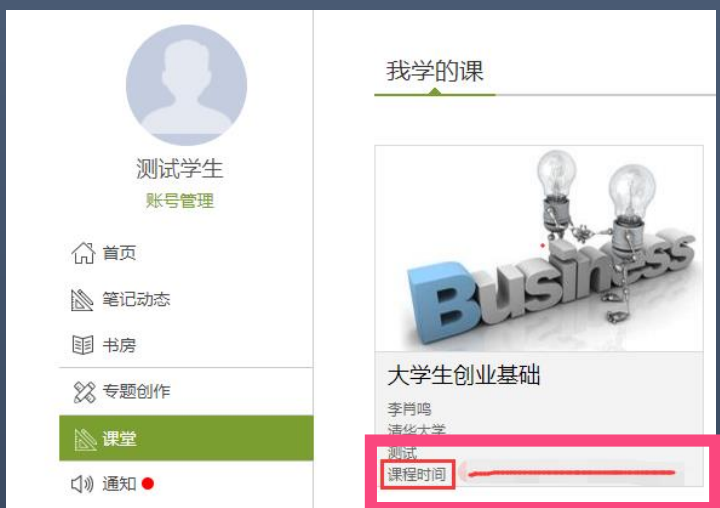 测试学生
账号管理
首页
笔记动态
书房
专题创作
课堂
通知
我学的课
Business
大学生创业基础
李肖鸣
清华大学
测试
课程时间